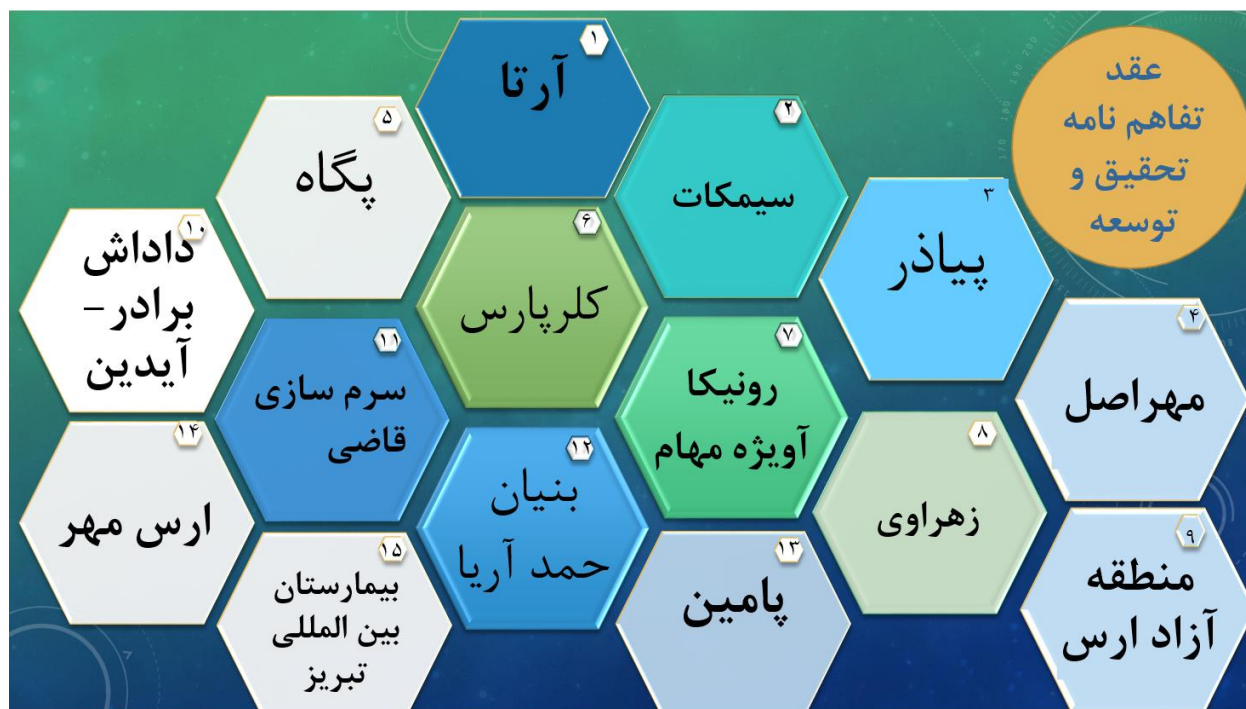 عقد
تفاهم نامه
تحقیق و
توسعه
۱
آرتا
۲
سیمکات
۳
پیاذر
۴
مهراصل
۵
پگاه
۶
کلرپارس
۷
رونیکا
آویژه مهام
۸
زهراوی
۹
منطقه
آزاد ارس
۱۰
داداش
برادر–
آیدین
۱۱
سرم سازی
قاضی
۱۲
بنیان
حمد آریا
۱۳
پامین
۱۴
ارس مهر
۱۵
بیمارستان
بین المللی
تبریز